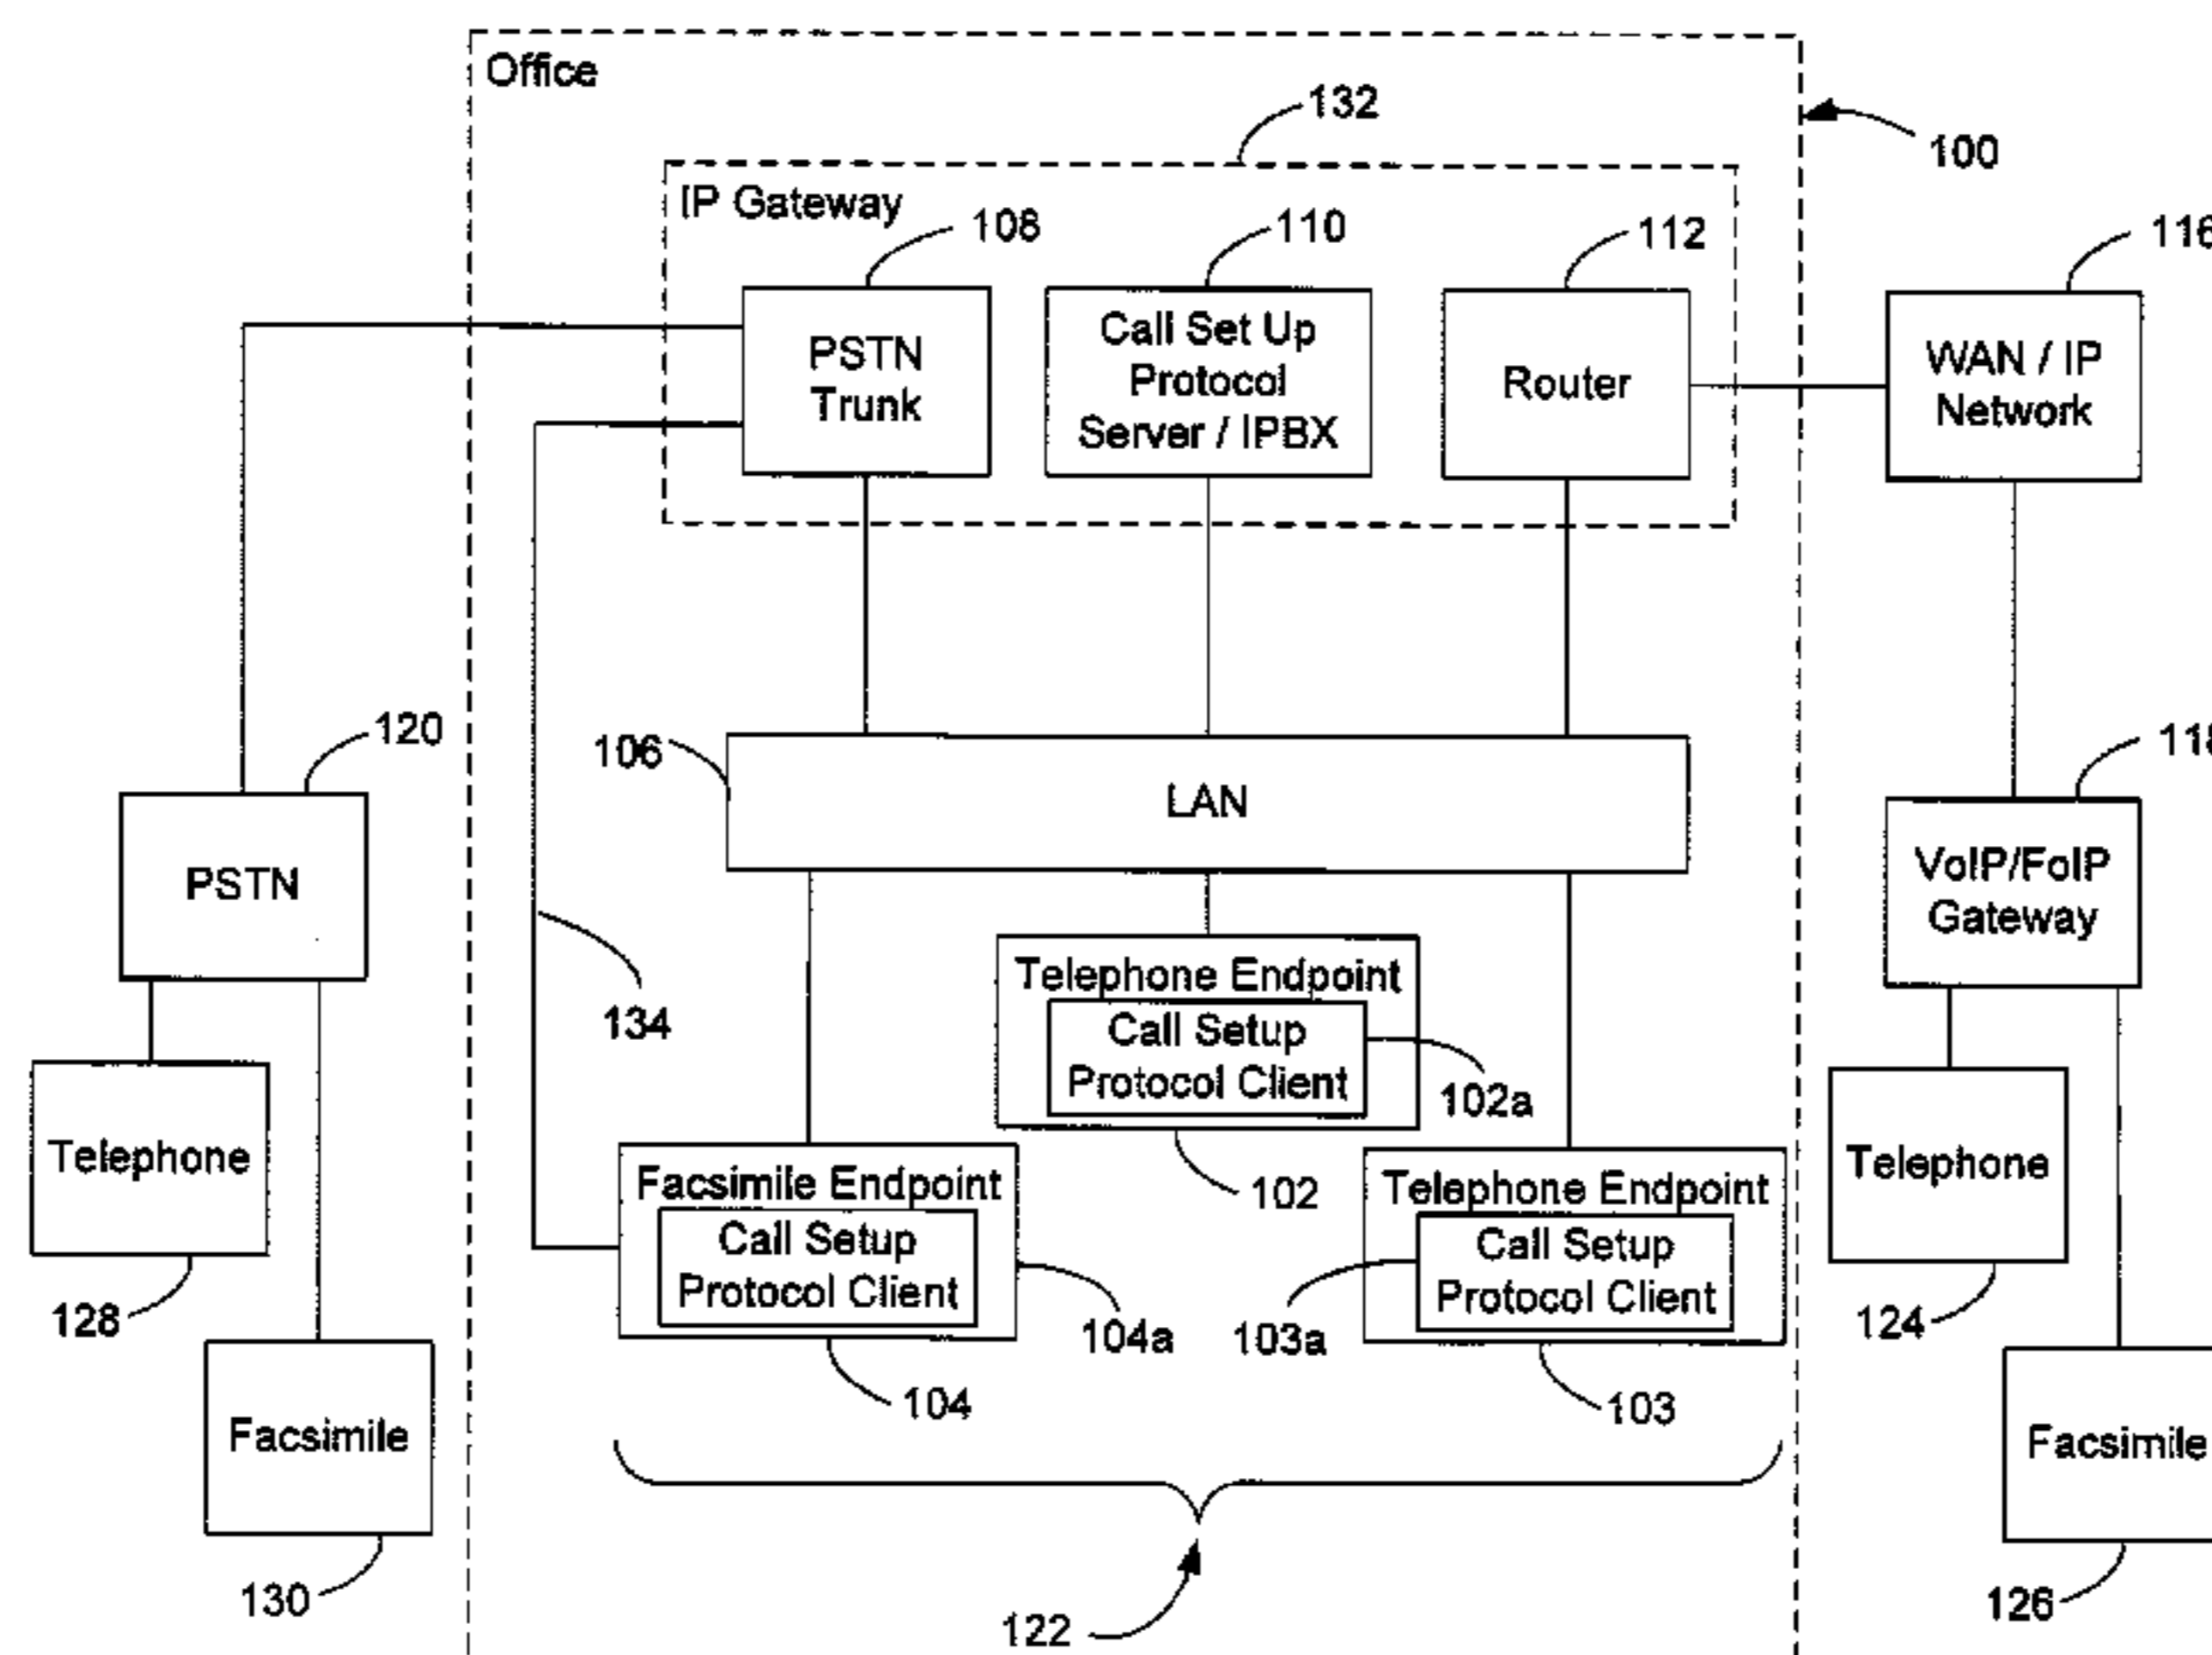 Office
132
100
IP Gateway
108
110
112
PSTN
Trunk
Call Set Up
Protocol
Server / IPBX
Router
WAN / IP
Network
120
106
LAN
PSTN
VoIP/FoIP
Gateway
134
Telephone Endpoint
Call Setup
Protocol Client
102a
102
Telephone
128
Facsimile Endpoint
Call Setup
Protocol Client
104a
104
Telephone Endpoint
Call Setup
Protocol Client
103a
103
Telephone
124
Facsimile
130
Facsimile
126
122